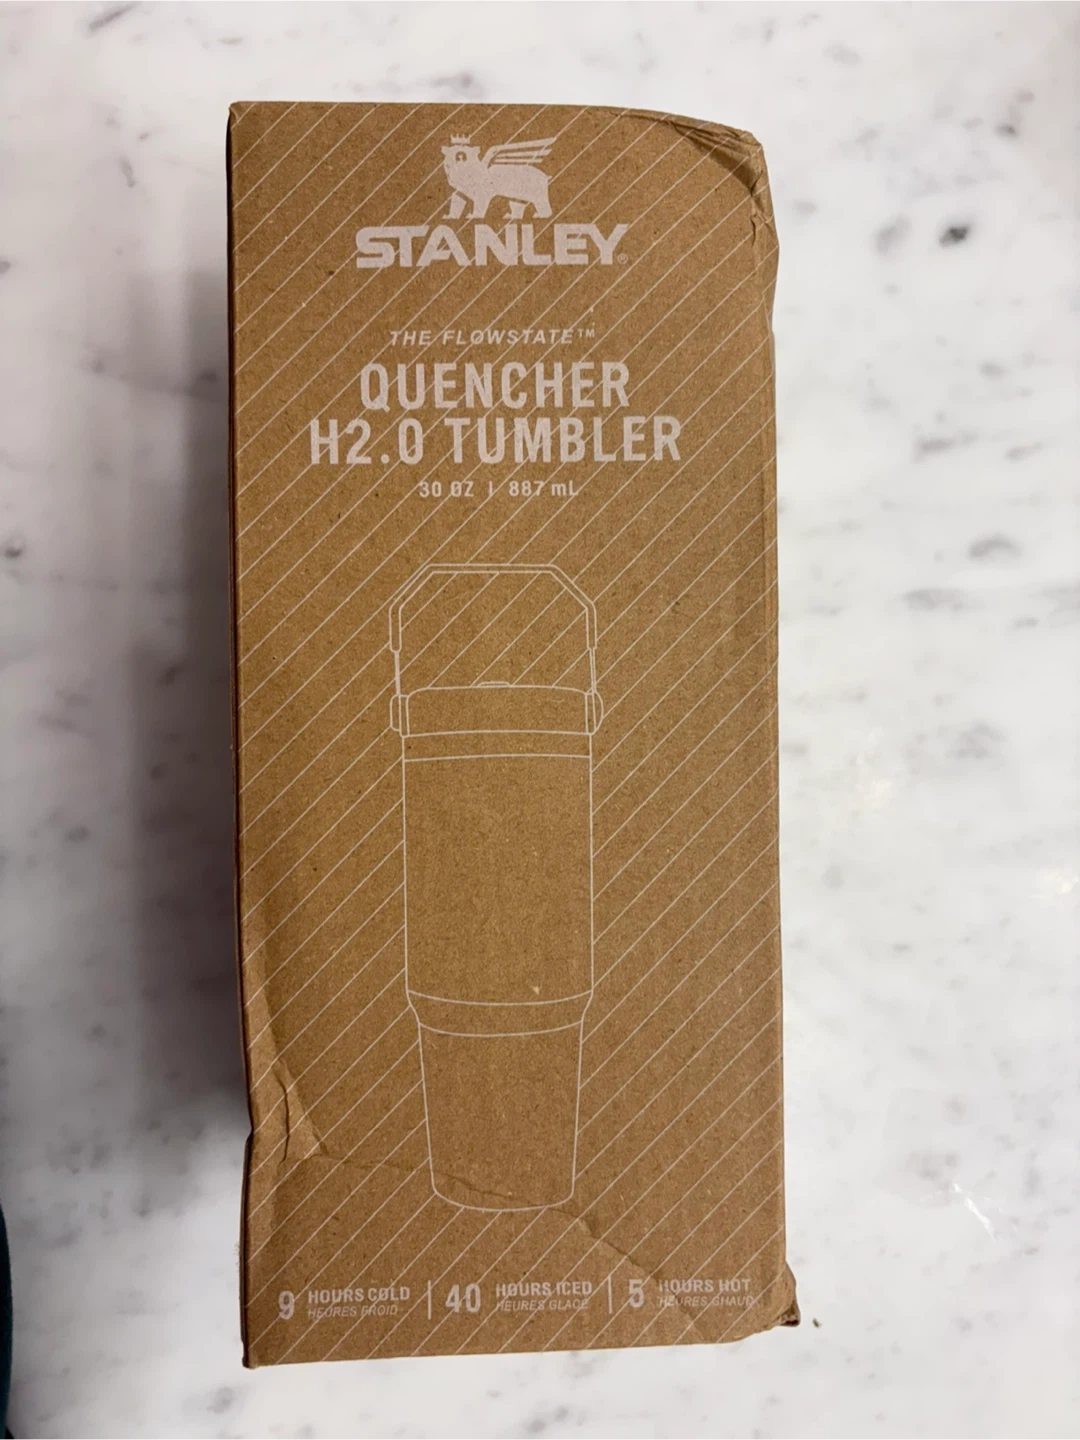 STANLEY®
THE FLOWSTATE™
QUENCHER
H2.0 TUMBLER
30 OZ | 887 mL
9 HOURS COLD | 40 HOURS ICED | 5 HOURS HOT
HEURES FROID HEURES GLACÉ HEURES CHAUD